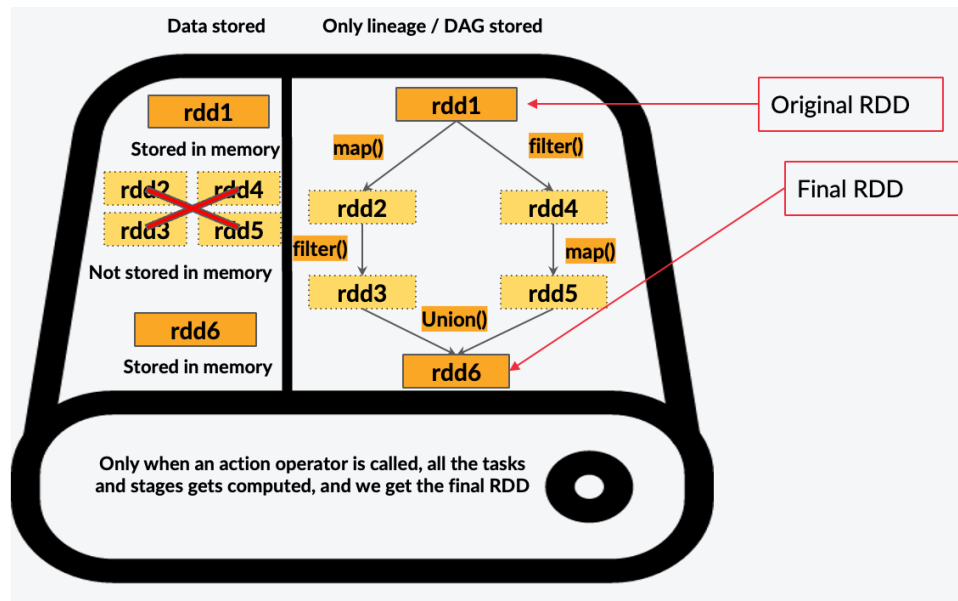 Data stored
Only lineage / DAG stored
rdd1
Stored in memory
rdd2
rdd4
rdd3
rdd5
Not stored in memory
rdd6
Stored in memory
rdd1
map()
filter()
rdd2
rdd4
filter()
map()
rdd3
rdd5
Union()
rdd6
Original RDD
Final RDD
Only when an action operator is called, all the tasks
and stages gets computed, and we get the final RDD